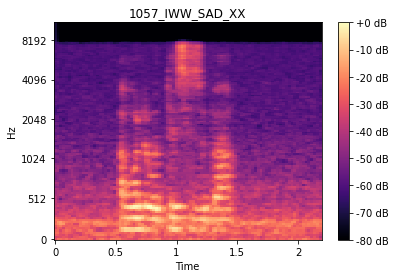 1057_IWW_SAD_XX
8192
4096
2048
1024
512
0
Hz
0
0.5
1
1.5
2
Time
+0 dB
-10 dB
-20 dB
-30 dB
-40 dB
-50 dB
-60 dB
-70 dB
-80 dB